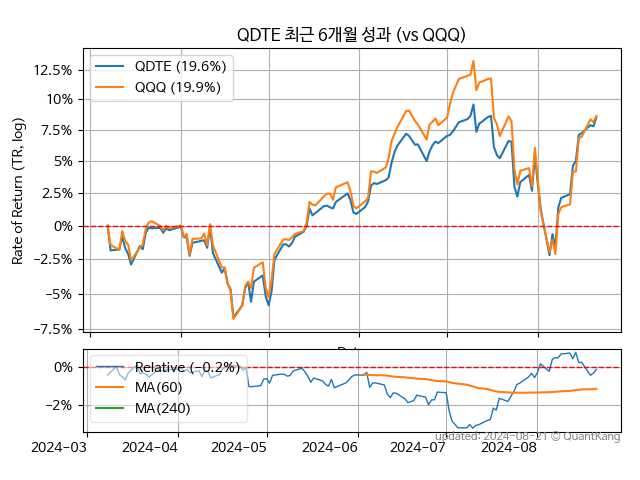 QDTE 최근 6개월 성과 (vs QQQ)
QDTE (19.6%)
QQQ (19.9%)
12.5%
10%
7.5%
5%
2.5%
0%
−2.5%
−5%
−7.5%
Rate of Return (TR, log)
Relative (−0.2%)
MA(60)
MA(240)
0%
−2%
2024−03
2024−04
2024−05
2024−06
2024−07
2024−08
updated: 2024−08−21 © QuantKang